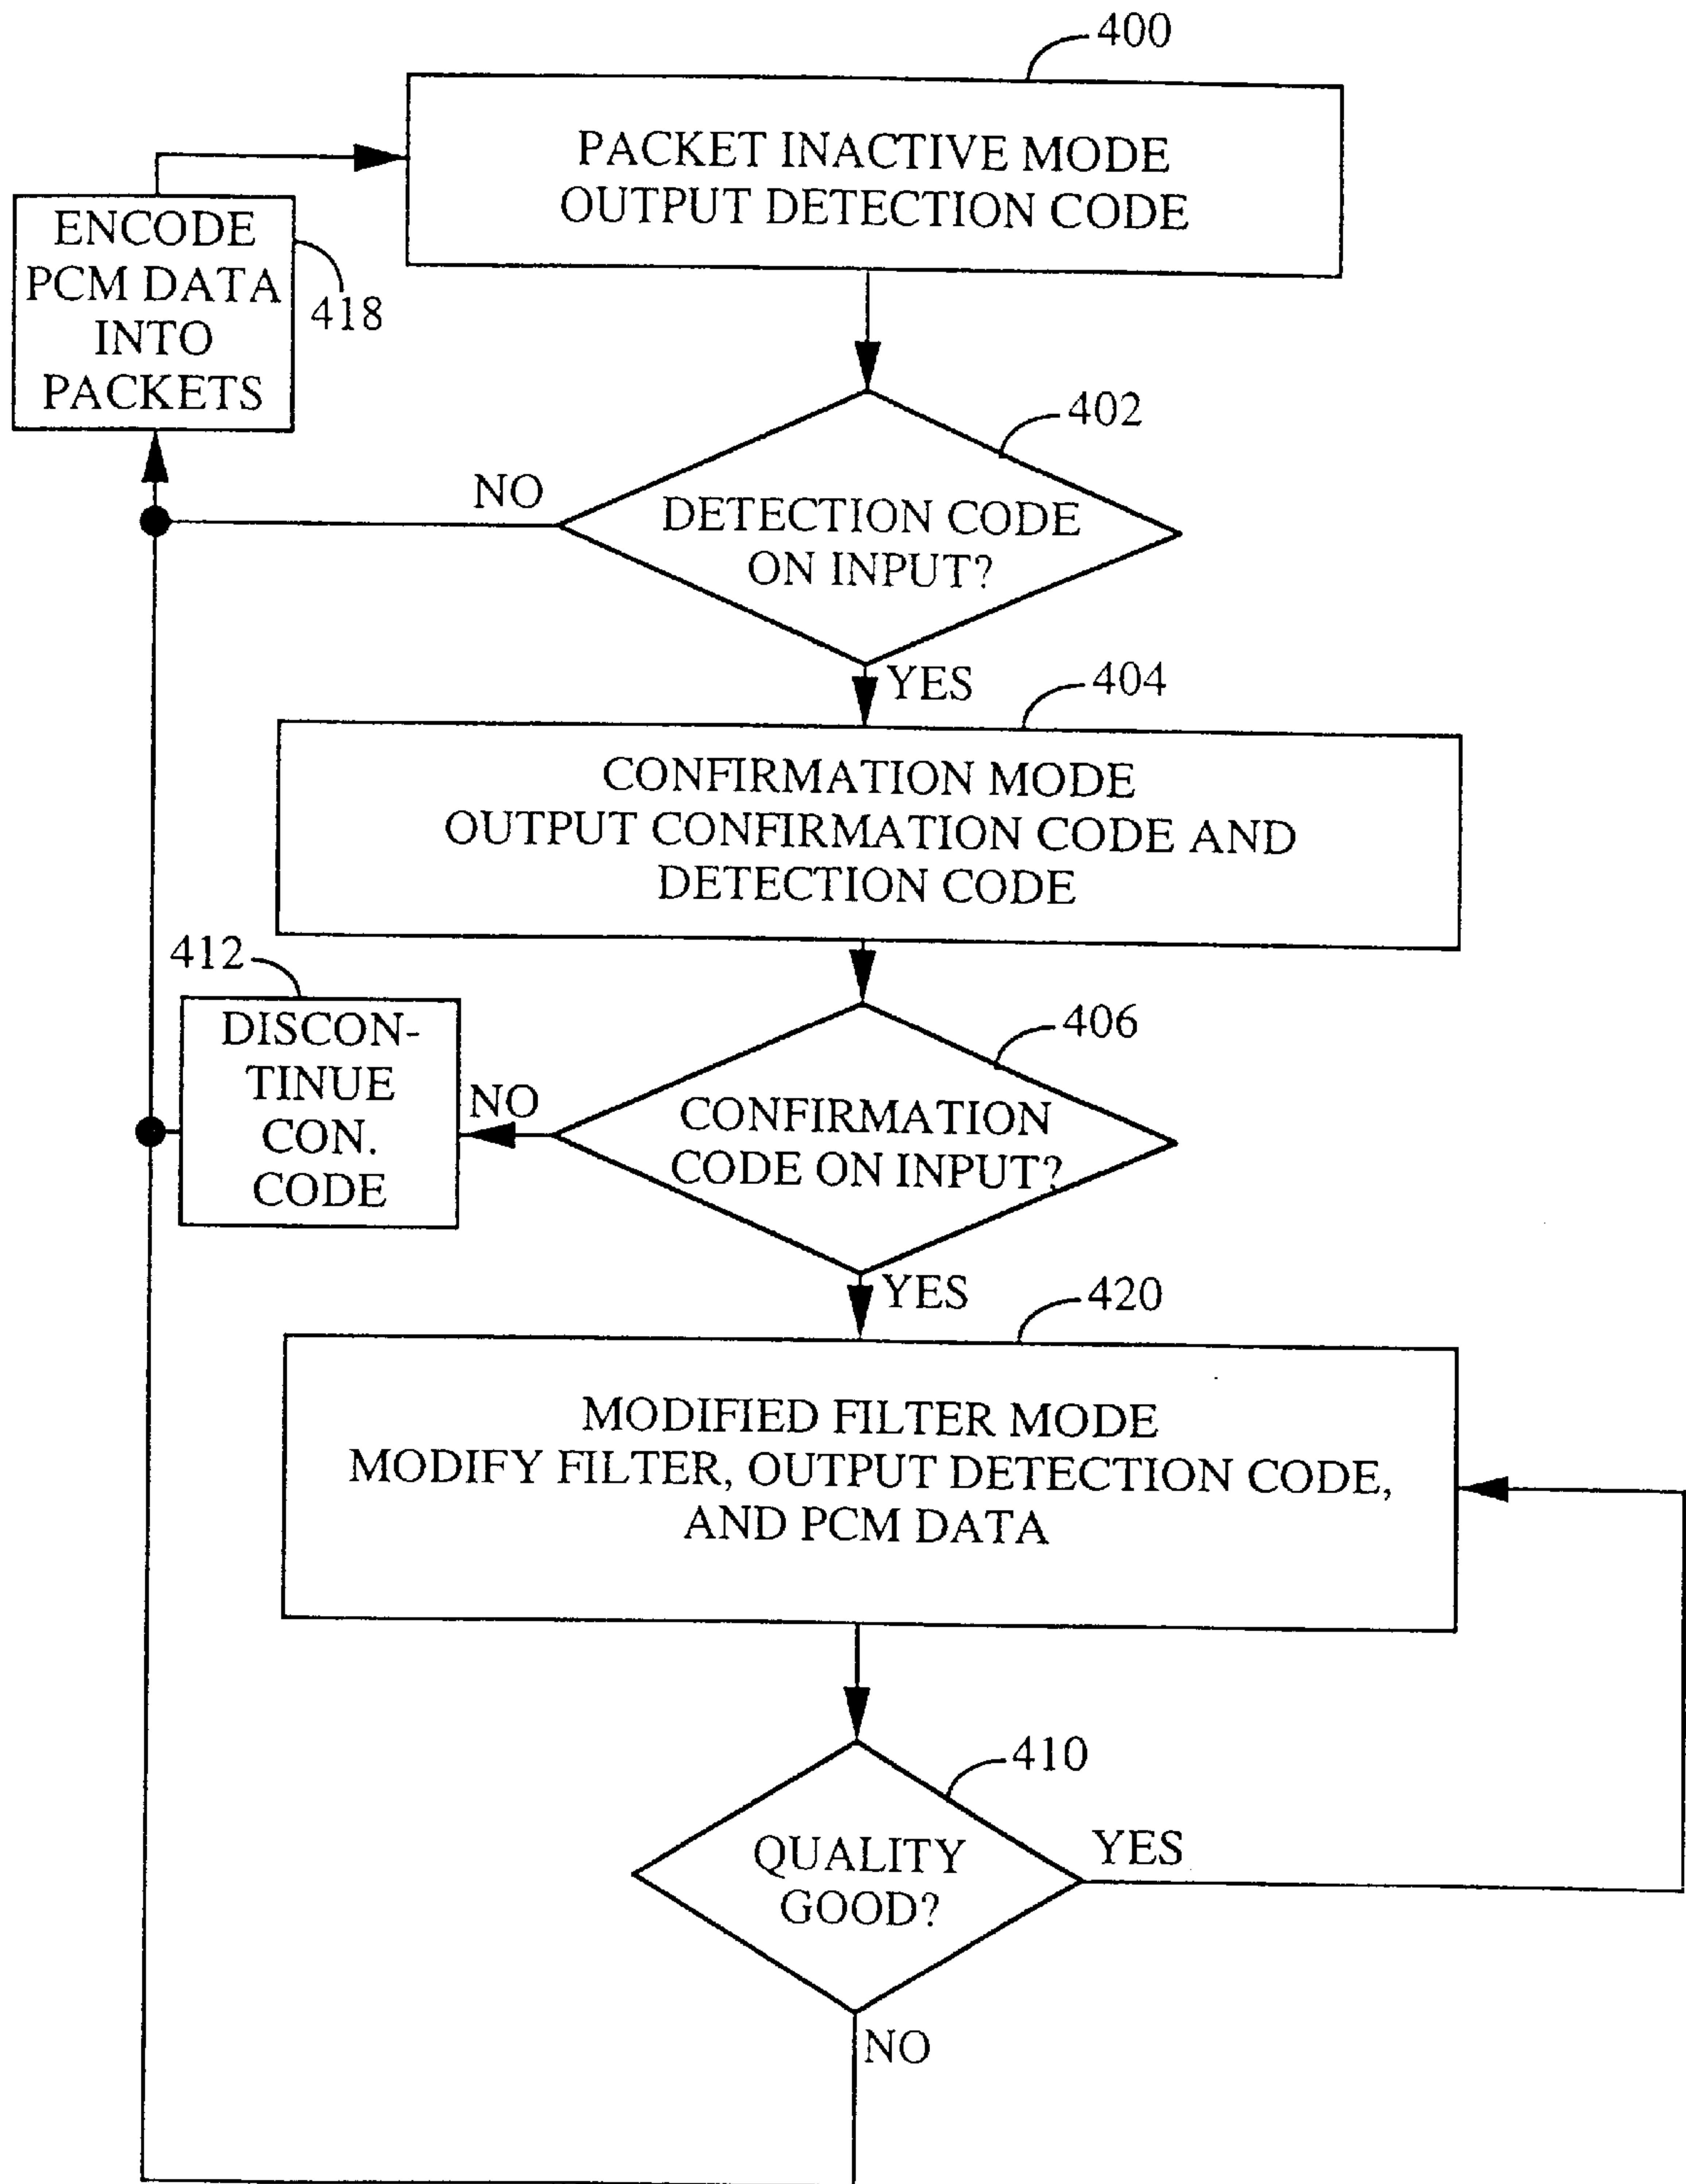 400
PACKET INACTIVE MODE
OUTPUT DETECTION CODE
ENCODE
PCM DATA
INTO
PACKETS
418
402
NO
DETECTION CODE
ON INPUT?
YES
404
CONFIRMATION MODE
OUTPUT CONFIRMATION CODE AND
DETECTION CODE
412
DISCON-
TINUE
CON.
CODE
NO
406
CONFIRMATION
CODE ON INPUT?
YES
420
MODIFIED FILTER MODE
MODIFY FILTER, OUTPUT DETECTION CODE,
AND PCM DATA
410
QUALITY
GOOD?
YES
NO